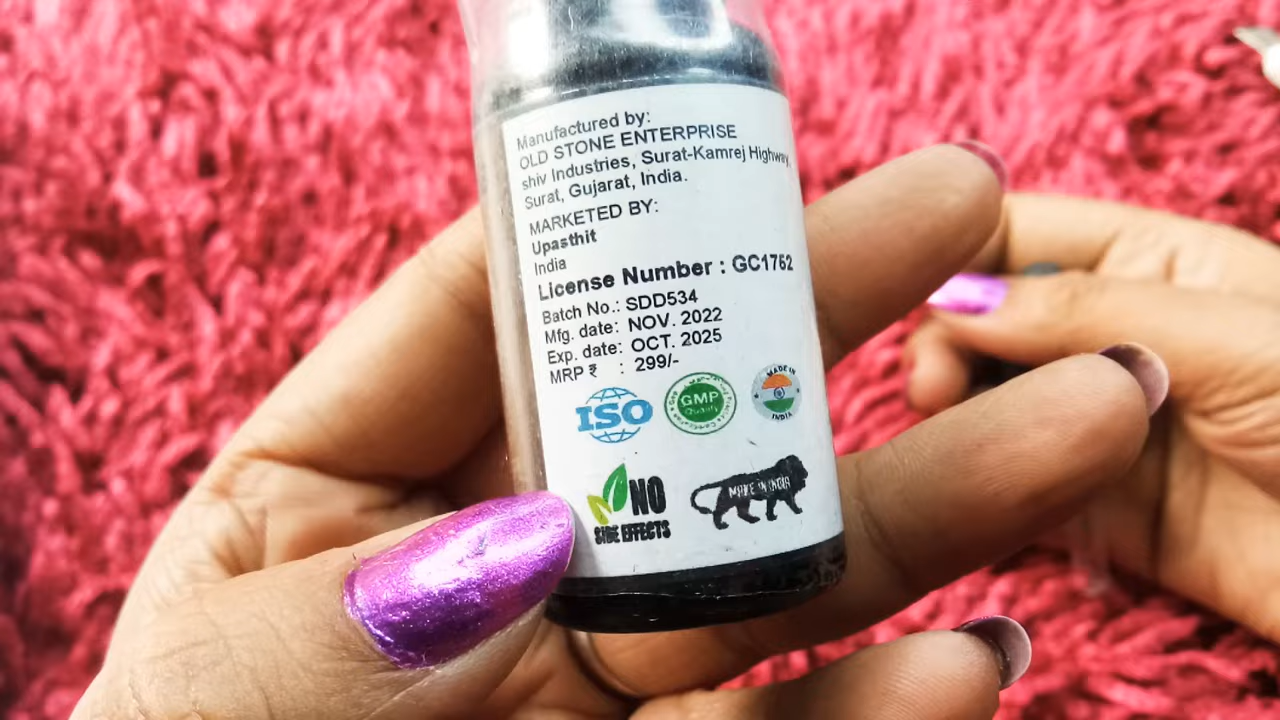 Manufactured by:
OLD STONE ENTERPRISE
shiv Industries, Surat-Kamrej Highway,
Surat, Gujarat, India.
MARKETED BY:
Upasthit
India
License Number : GC1752
Batch No.: SDD534
Mfg. date: NOV. 2022
Exp. date: OCT. 2025
MRP ₹ : 299/-
ISO
GMP
Quality
MADE IN
INDIA
NO
SIDE EFFECTS
MAKE IN INDIA